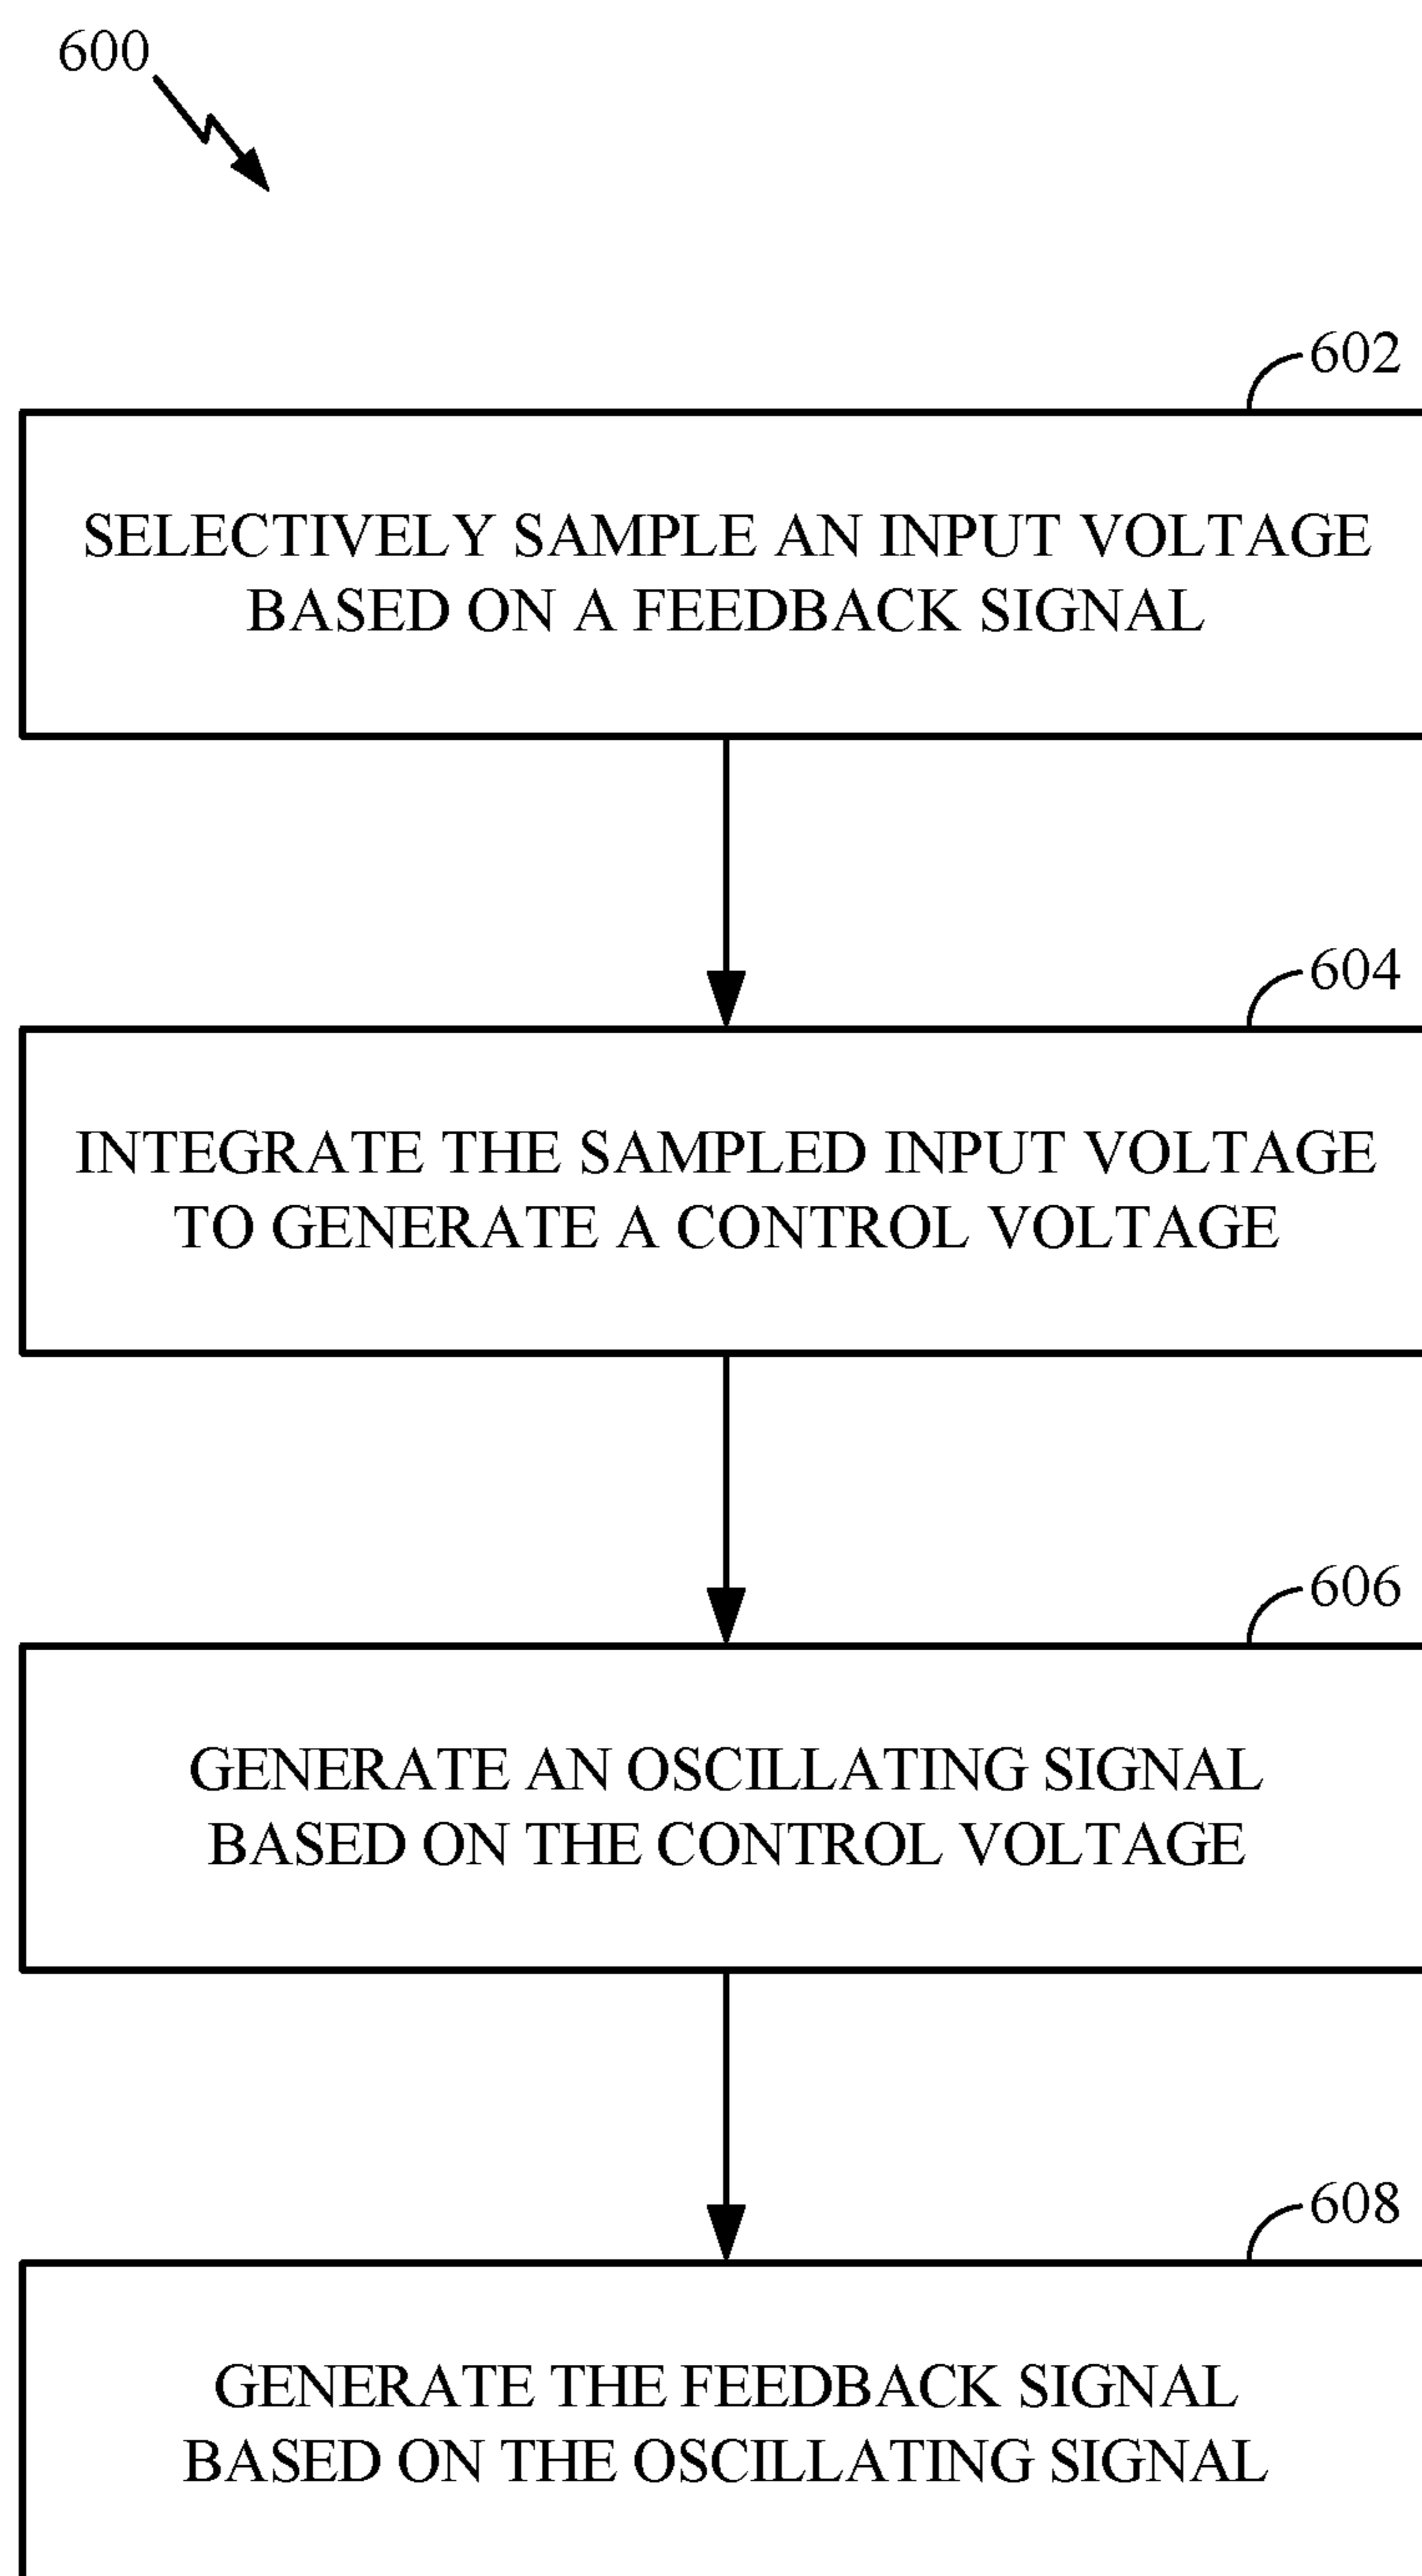 600
602
SELECTIVELY SAMPLE AN INPUT VOLTAGE
BASED ON A FEEDBACK SIGNAL
604
INTEGRATE THE SAMPLED INPUT VOLTAGE
TO GENERATE A CONTROL VOLTAGE
606
GENERATE AN OSCILLATING SIGNAL
BASED ON THE CONTROL VOLTAGE
608
GENERATE THE FEEDBACK SIGNAL
BASED ON THE OSCILLATING SIGNAL